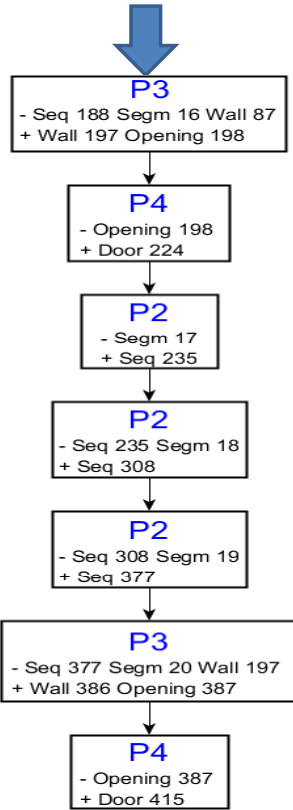 P3
- Seq 188 Segm 16 Wall 87
+ Wall 197 Opening 198
P4
- Opening 198
+ Door 224
P2
- Segm 17
+ Seq 235
P2
- Seq 235 Segm 18
+ Seq 308
P2
- Seq 308 Segm 19
+ Seq 377
P3
- Seq 377 Segm 20 Wall 197
+ Wall 386 Opening 387
P4
- Opening 387
+ Door 415